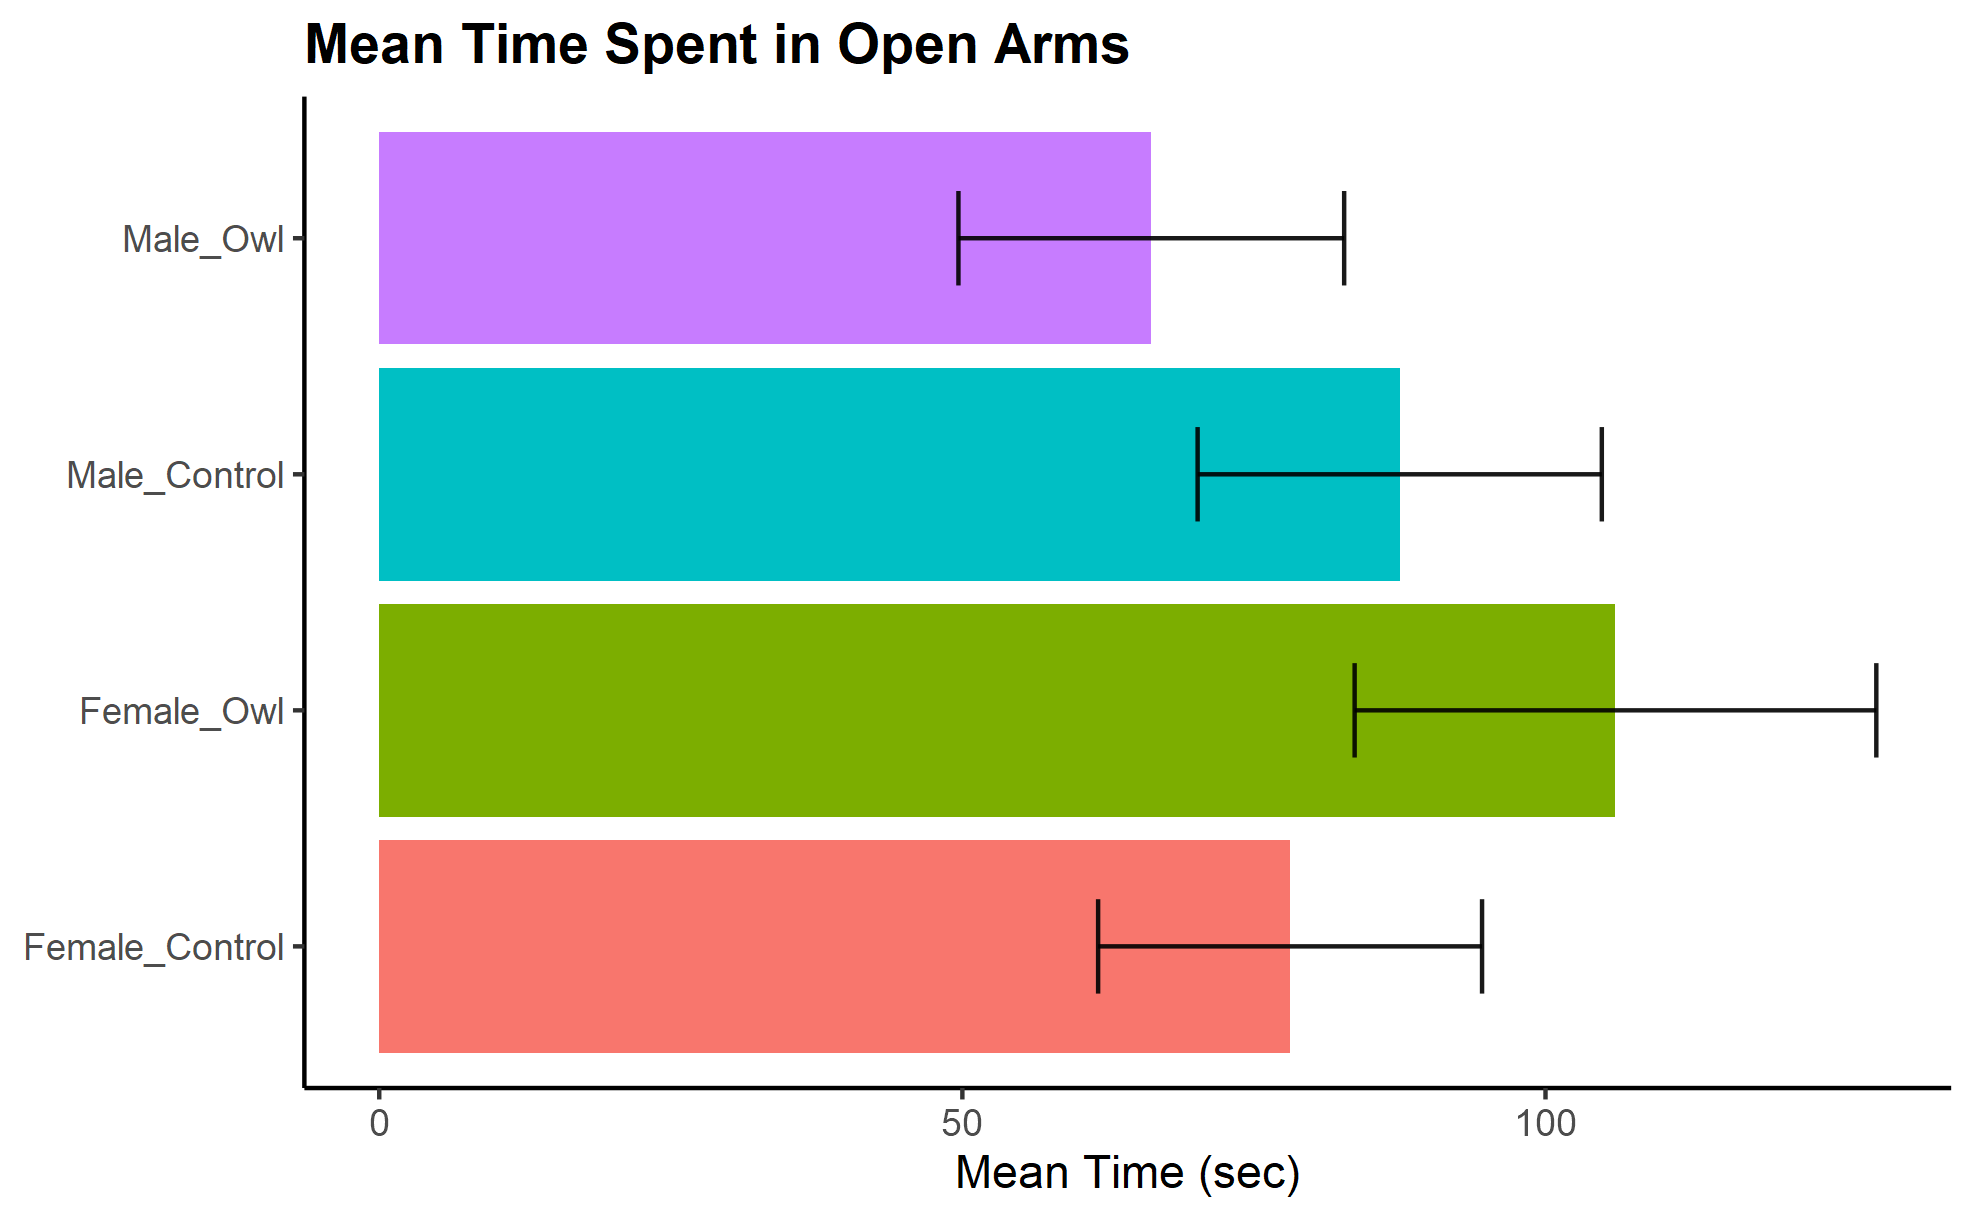 Mean Time Spent in Open Arms
Male_Owl
Male_Control
Female_Owl
Female_Control
0 50 100
Mean Time (sec)